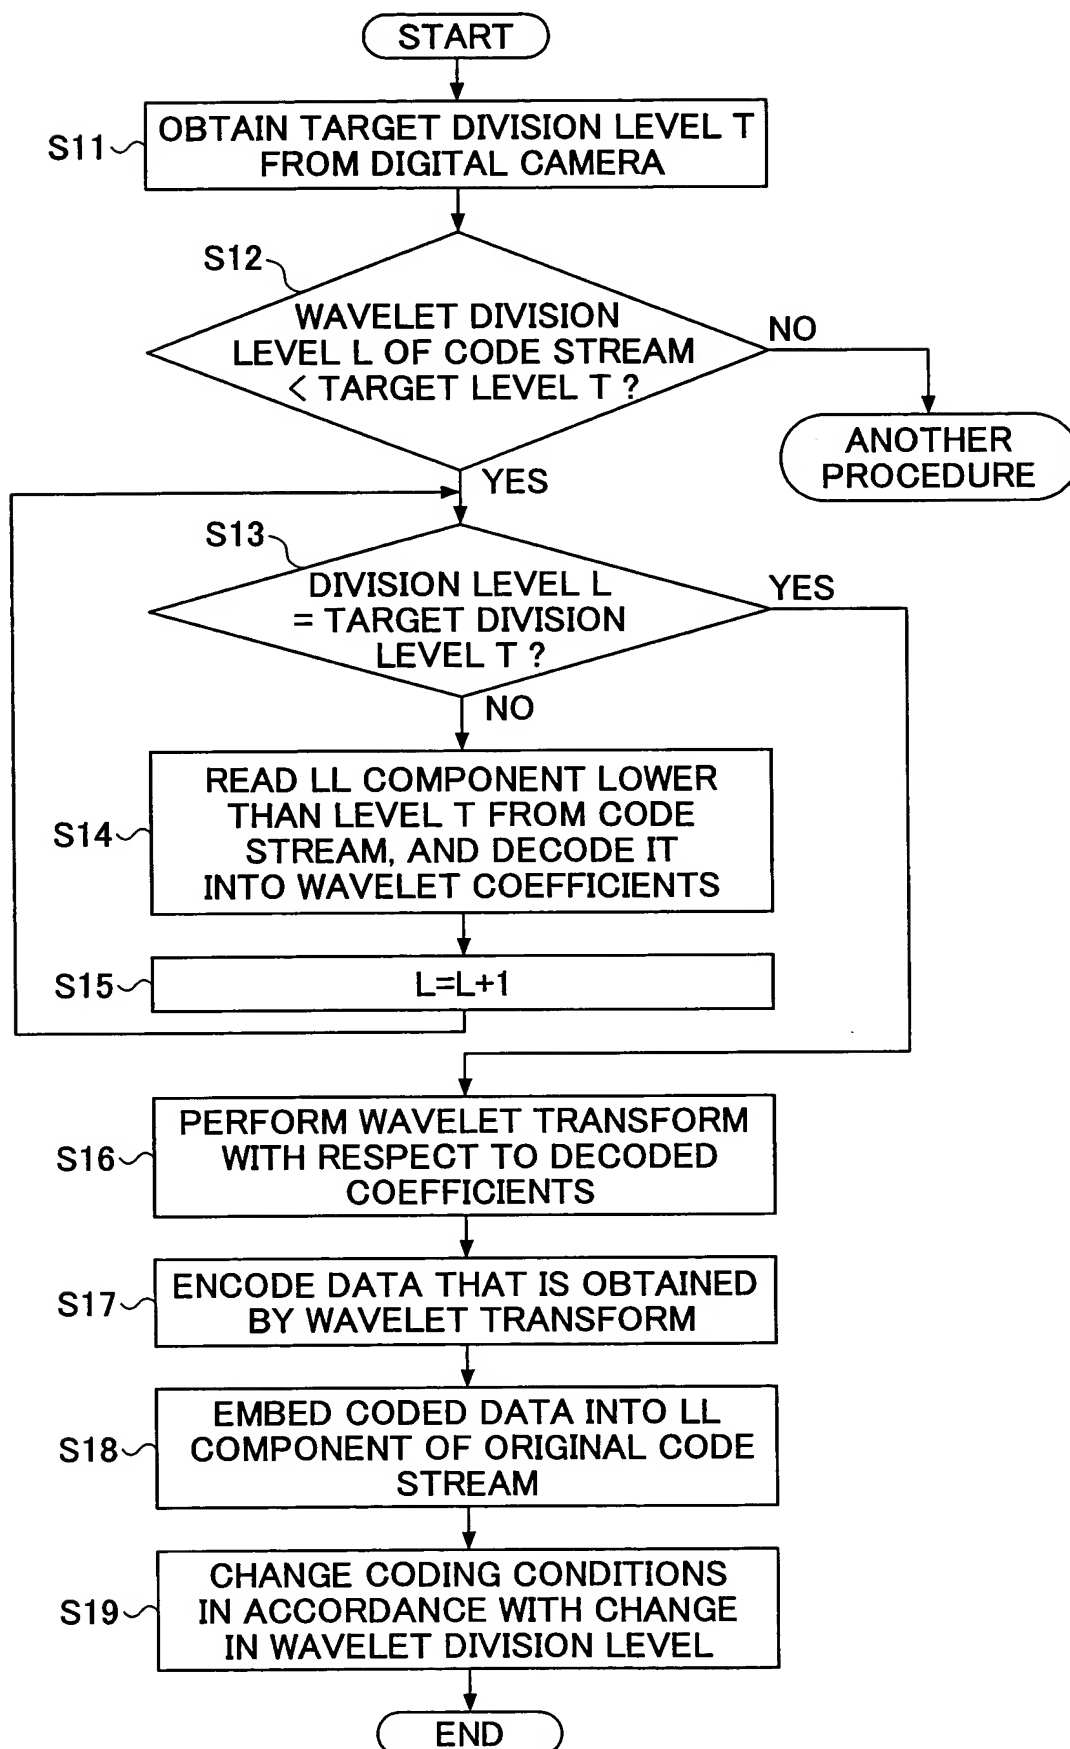 START
S11
OBTAIN TARGET DIVISION LEVEL T
FROM DIGITAL CAMERA
S12
WAVELET DIVISION
LEVEL L OF CODE STREAM
< TARGET LEVEL T ?
NO
ANOTHER
PROCEDURE
YES
S13
DIVISION LEVEL L
= TARGET DIVISION
LEVEL T ?
YES
NO
S14
READ LL COMPONENT LOWER
THAN LEVEL T FROM CODE
STREAM, AND DECODE IT
INTO WAVELET COEFFICIENTS
S15
L=L+1
S16
PERFORM WAVELET TRANSFORM
WITH RESPECT TO DECODED
COEFFICIENTS
S17
ENCODE DATA THAT IS OBTAINED
BY WAVELET TRANSFORM
S18
EMBED CODED DATA INTO LL
COMPONENT OF ORIGINAL CODE
STREAM
S19
CHANGE CODING CONDITIONS
IN ACCORDANCE WITH CHANGE
IN WAVELET DIVISION LEVEL
END